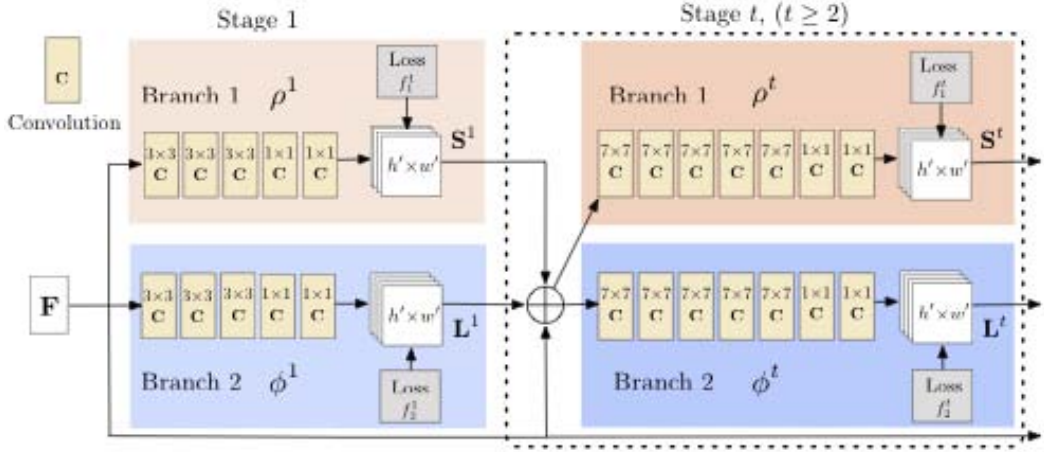 Stage 1
Stage t, (t ≥ 2)
C
Convolution
Branch 1 ρ¹
Loss
3×3 3×3 3×3 1×1 1×1
C C C C C
h′×w′
S¹
Branch 1 ρᵗ
Loss
f₁ᵗ
7×7 7×7 7×7 7×7 7×7 1×1 1×1
C C C C C C C
h′×w′
Sᵗ
F
3×3 3×3 3×3 1×1 1×1
C C C C C
h′×w′
L¹
Branch 2 ϕ¹
Loss
f₂¹
7×7 7×7 7×7 7×7 7×7 1×1 1×1
C C C C C C C
h′×w′
Lᵗ
Branch 2 ϕᵗ
Loss
f₂ᵗ